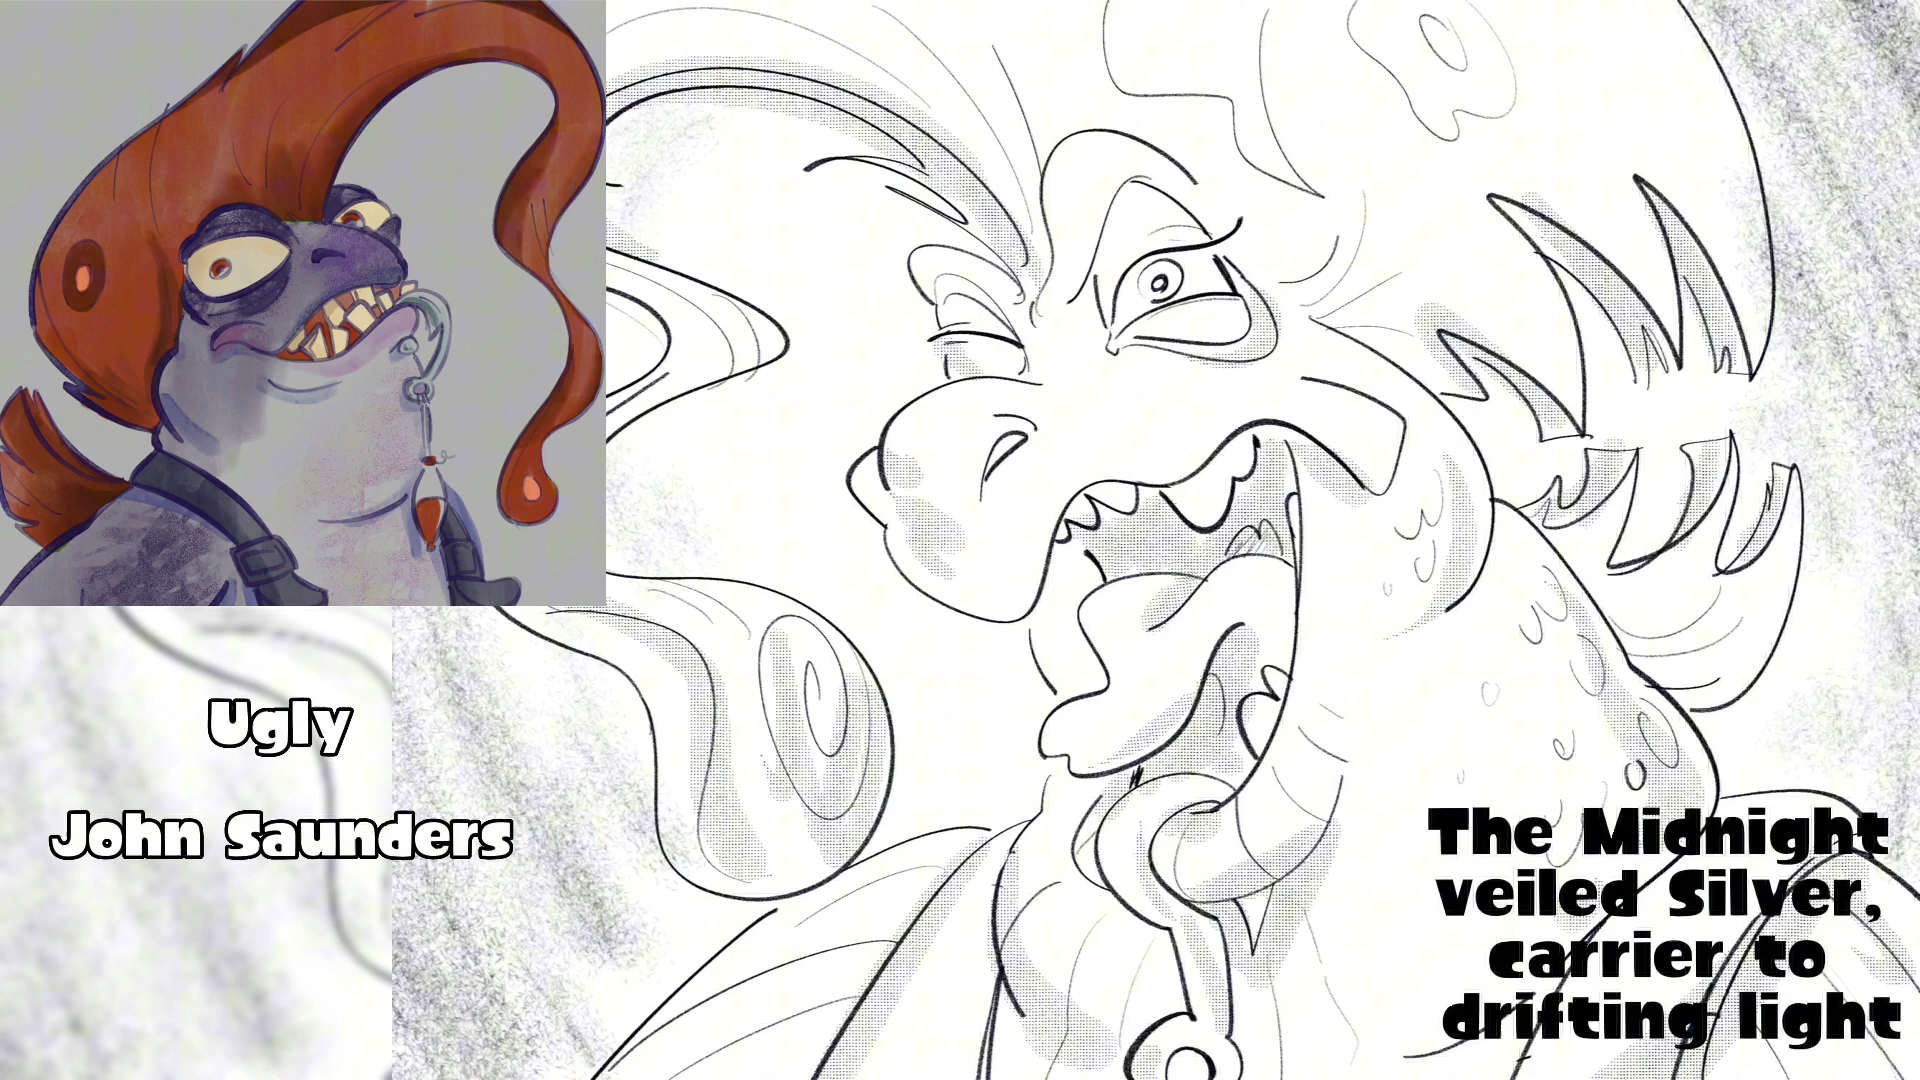 Ugly
John Saunders
The Midnight
veiled Silver,
carrier to
drifting light